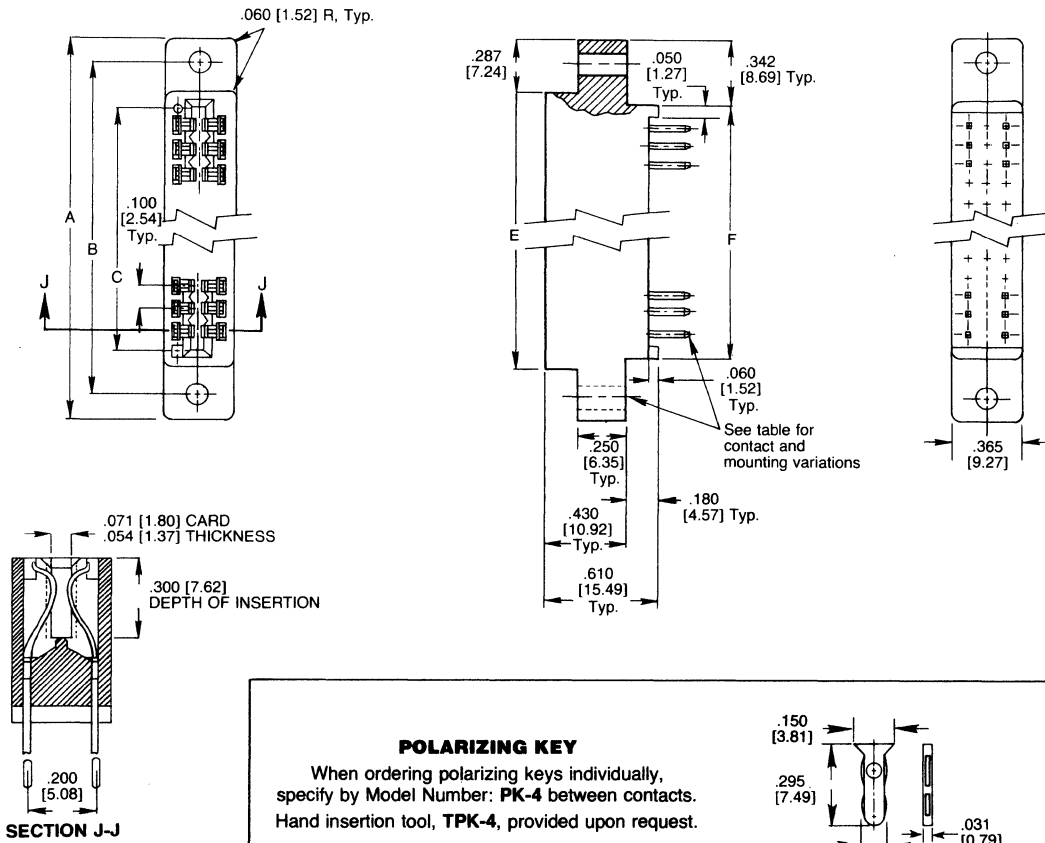 .060 [1.52] R, Typ.
A
B
C
.100
[2.54]
Typ.
J
J
.287
[7.24]
.050
[1.27]
Typ.
.342
[8.69] Typ.
E
F
.060
[1.52]
Typ.
See table for
contact and
mounting variations
.250
[6.35]
Typ.
.180
[4.57] Typ.
.430
[10.92]
Typ.
.610
[15.49]
Typ.
.365
[9.27]
.071 [1.80] CARD
.054 [1.37] THICKNESS
.300 [7.62]
DEPTH OF INSERTION
.200
[5.08]
SECTION J-J
POLARIZING KEY
When ordering polarizing keys individually,
specify by Model Number: PK-4 between contacts.
Hand insertion tool, TPK-4, provided upon request.
.150
[3.81]
.295
[7.49]
.031
[0.79]